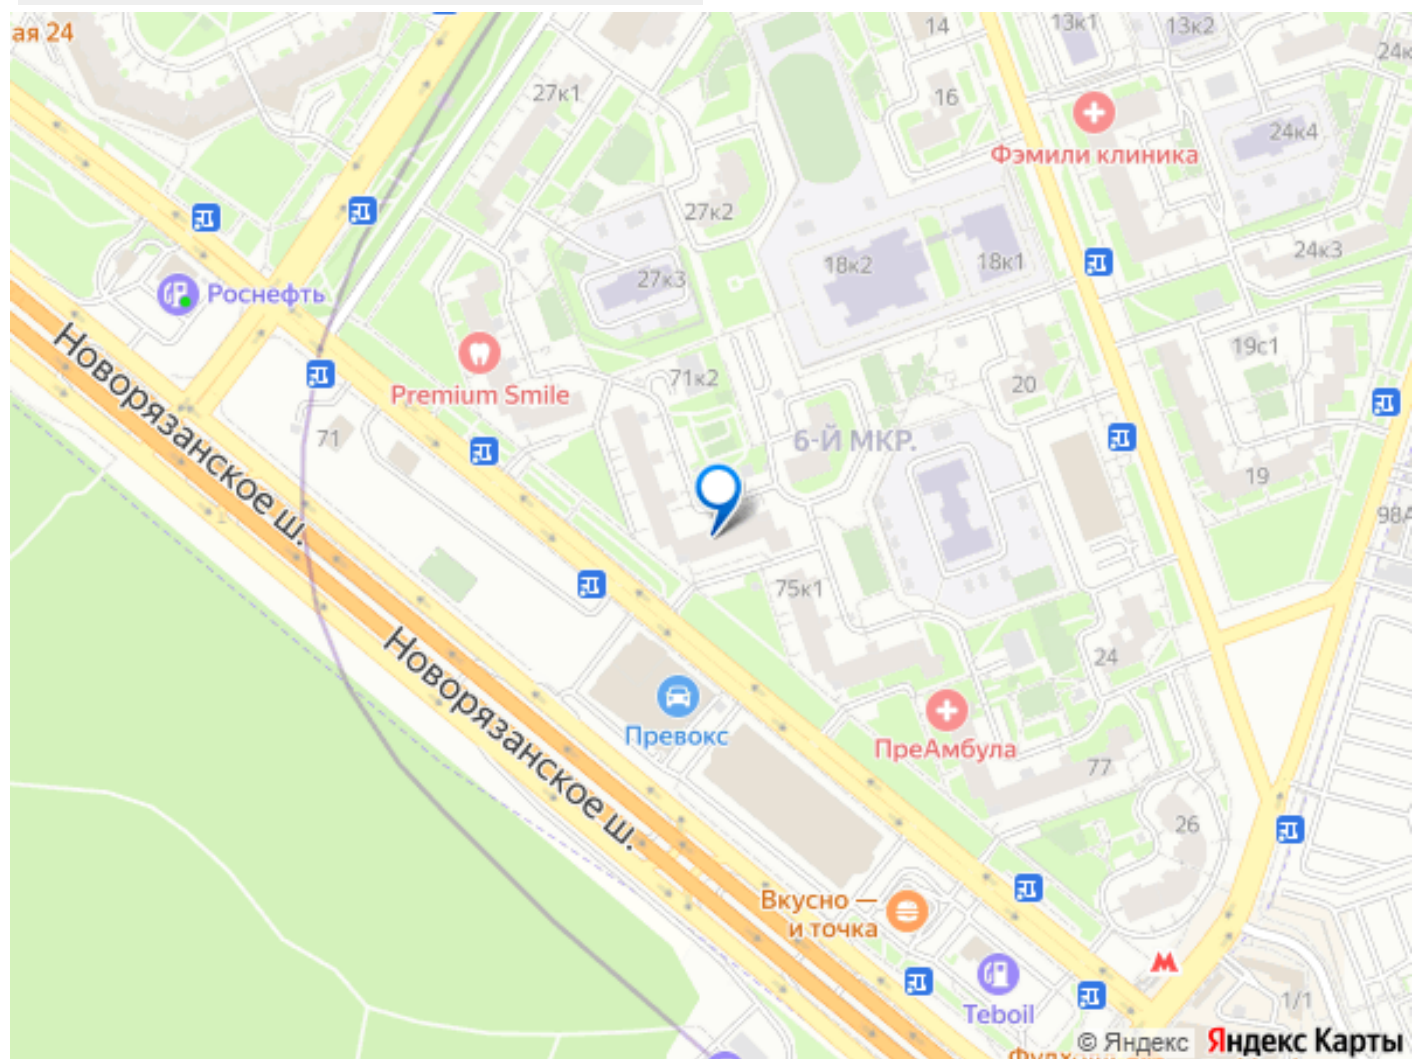 ая 24
14
13к1
13к2
24к
27к1
16
24к4
Фэмили клиника
27к2
18к2
18к1
24к3
27к3
Роснефть
Новорязанское ш.
Premium Smile
71к2
20
19с1
71
6-Й МКР.
19
98А
75к1
24
Новорязанское ш.
Превокс
ПреАмбула
77
26
Вкусно —
и точка
Teboil
1/1
© Яндекс Яндекс Карты